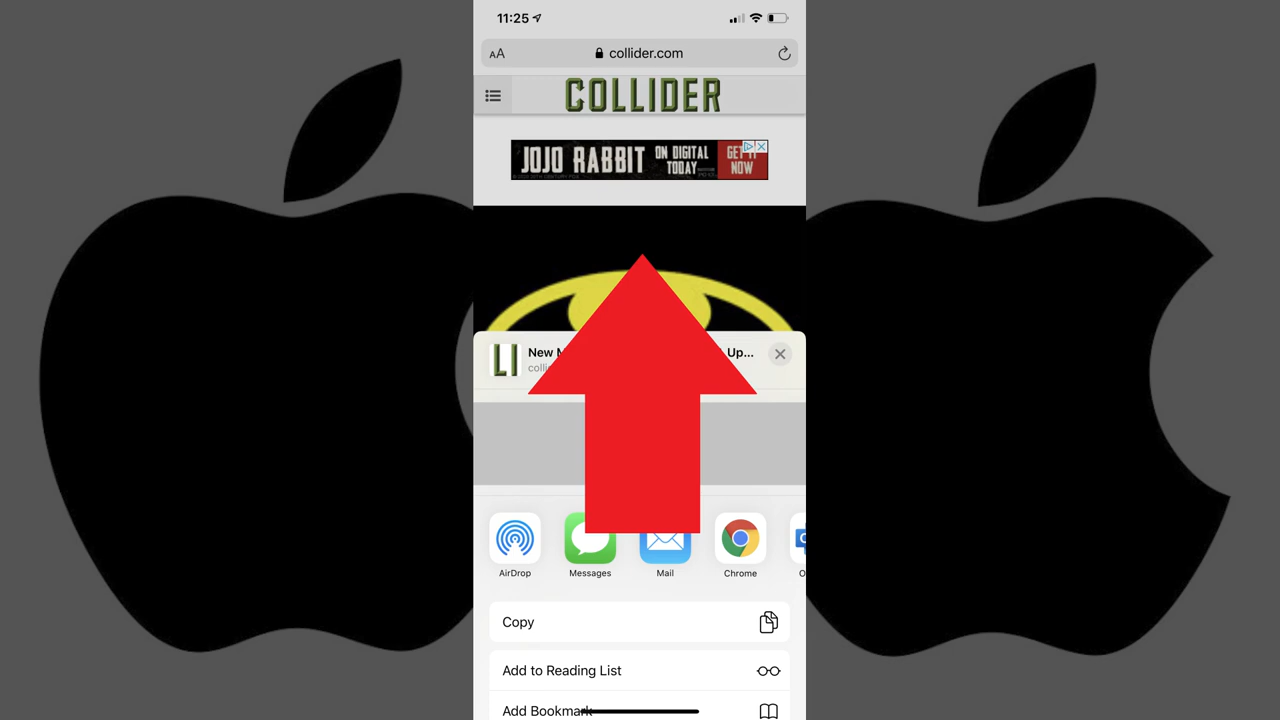 11:25
AA collider.com
COLLIDER
JOJO RABBIT ON DIGITAL TODAY GET IT NOW
LI
New Up...
colli
AirDrop Messages Mail Chrome O
Copy
Add to Reading List
Add Bookmark